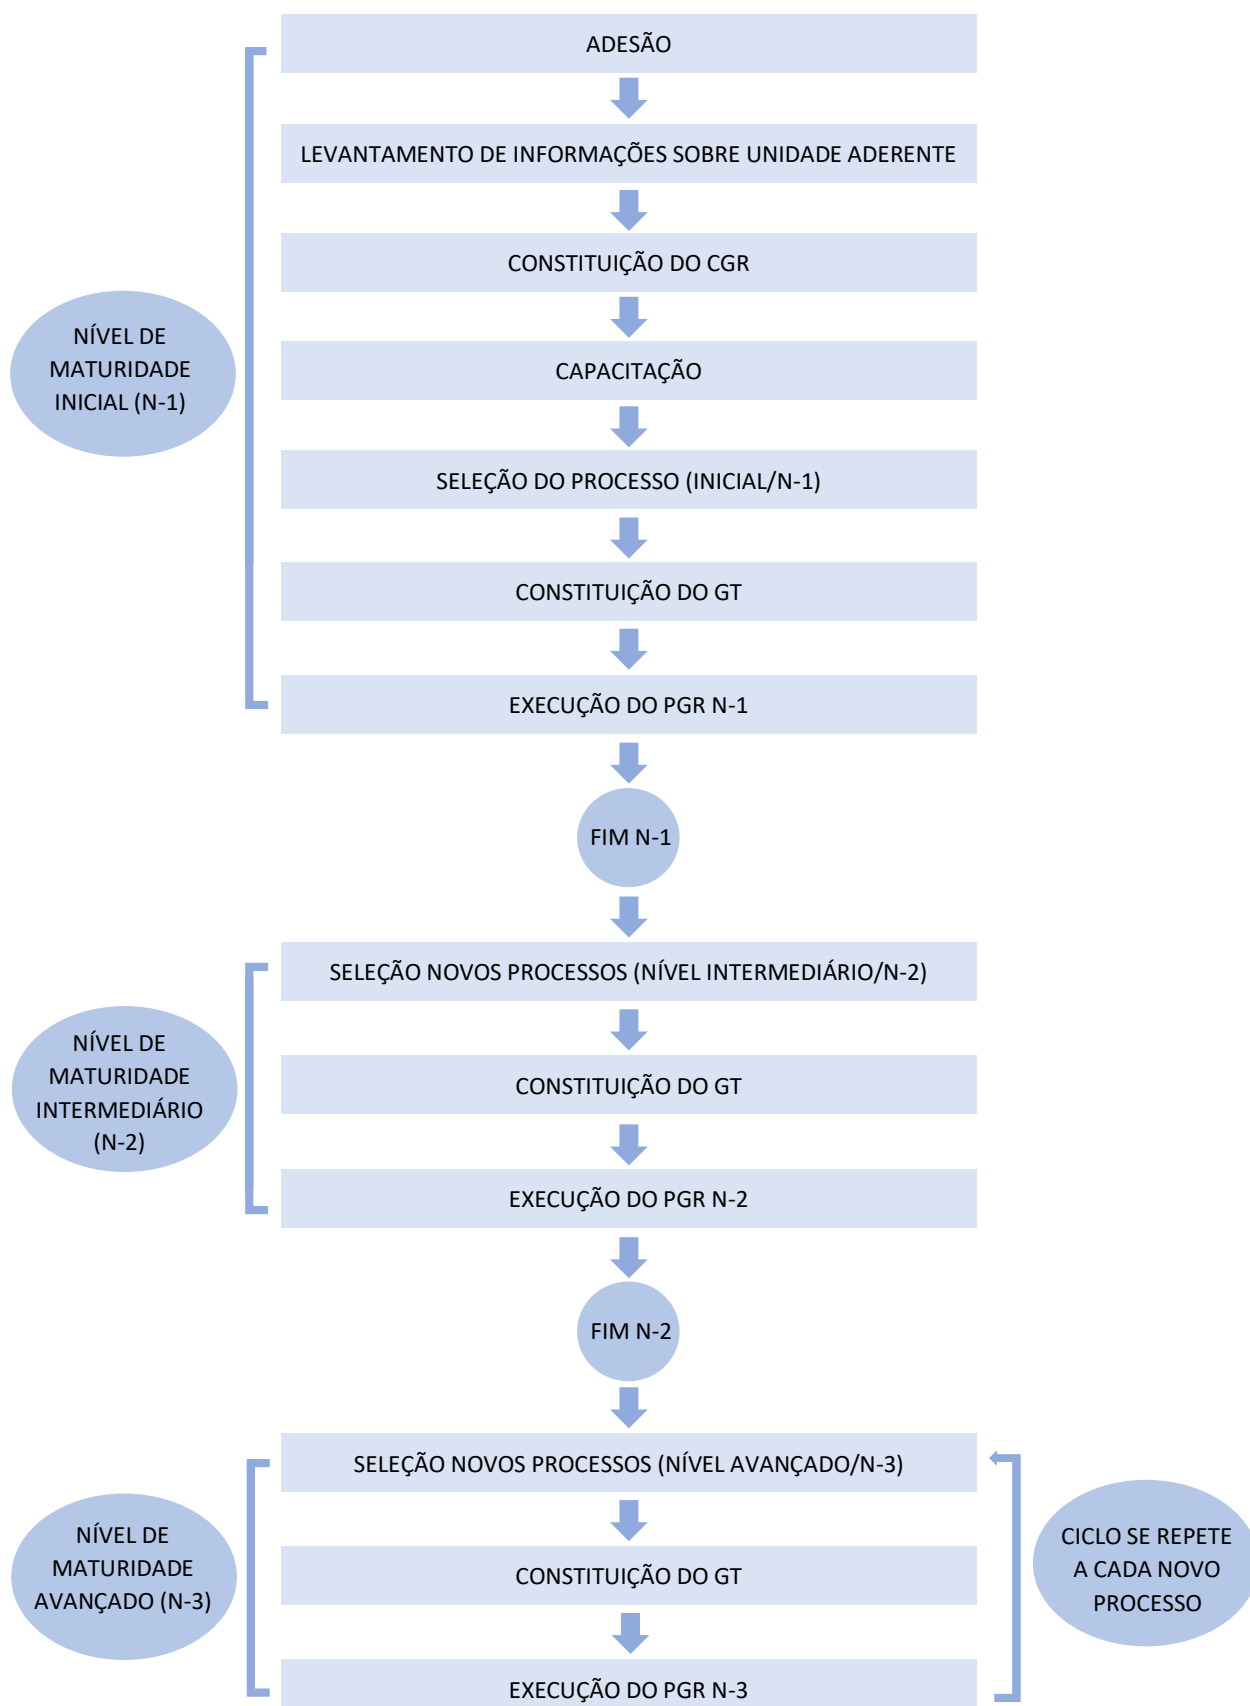 ADESÃO
LEVANTAMENTO DE INFORMAÇÕES SOBRE UNIDADE ADERENTE
CONSTITUIÇÃO DO CGR
NÍVEL DE
MATURIDADE
INICIAL (N-1)
CAPACITAÇÃO
SELEÇÃO DO PROCESSO (INICIAL/N-1)
CONSTITUIÇÃO DO GT
EXECUÇÃO DO PGR N-1
FIM N-1
SELEÇÃO NOVOS PROCESSOS (NÍVEL INTERMEDIÁRIO/N-2)
NÍVEL DE
MATURIDADE
INTERMEDIÁRIO
(N-2)
CONSTITUIÇÃO DO GT
EXECUÇÃO DO PGR N-2
FIM N-2
SELEÇÃO NOVOS PROCESSOS (NÍVEL AVANÇADO/N-3)
NÍVEL DE
MATURIDADE
AVANÇADO (N-3)
CONSTITUIÇÃO DO GT
CICLO SE REPETE
A CADA NOVO
PROCESSO
EXECUÇÃO DO PGR N-3